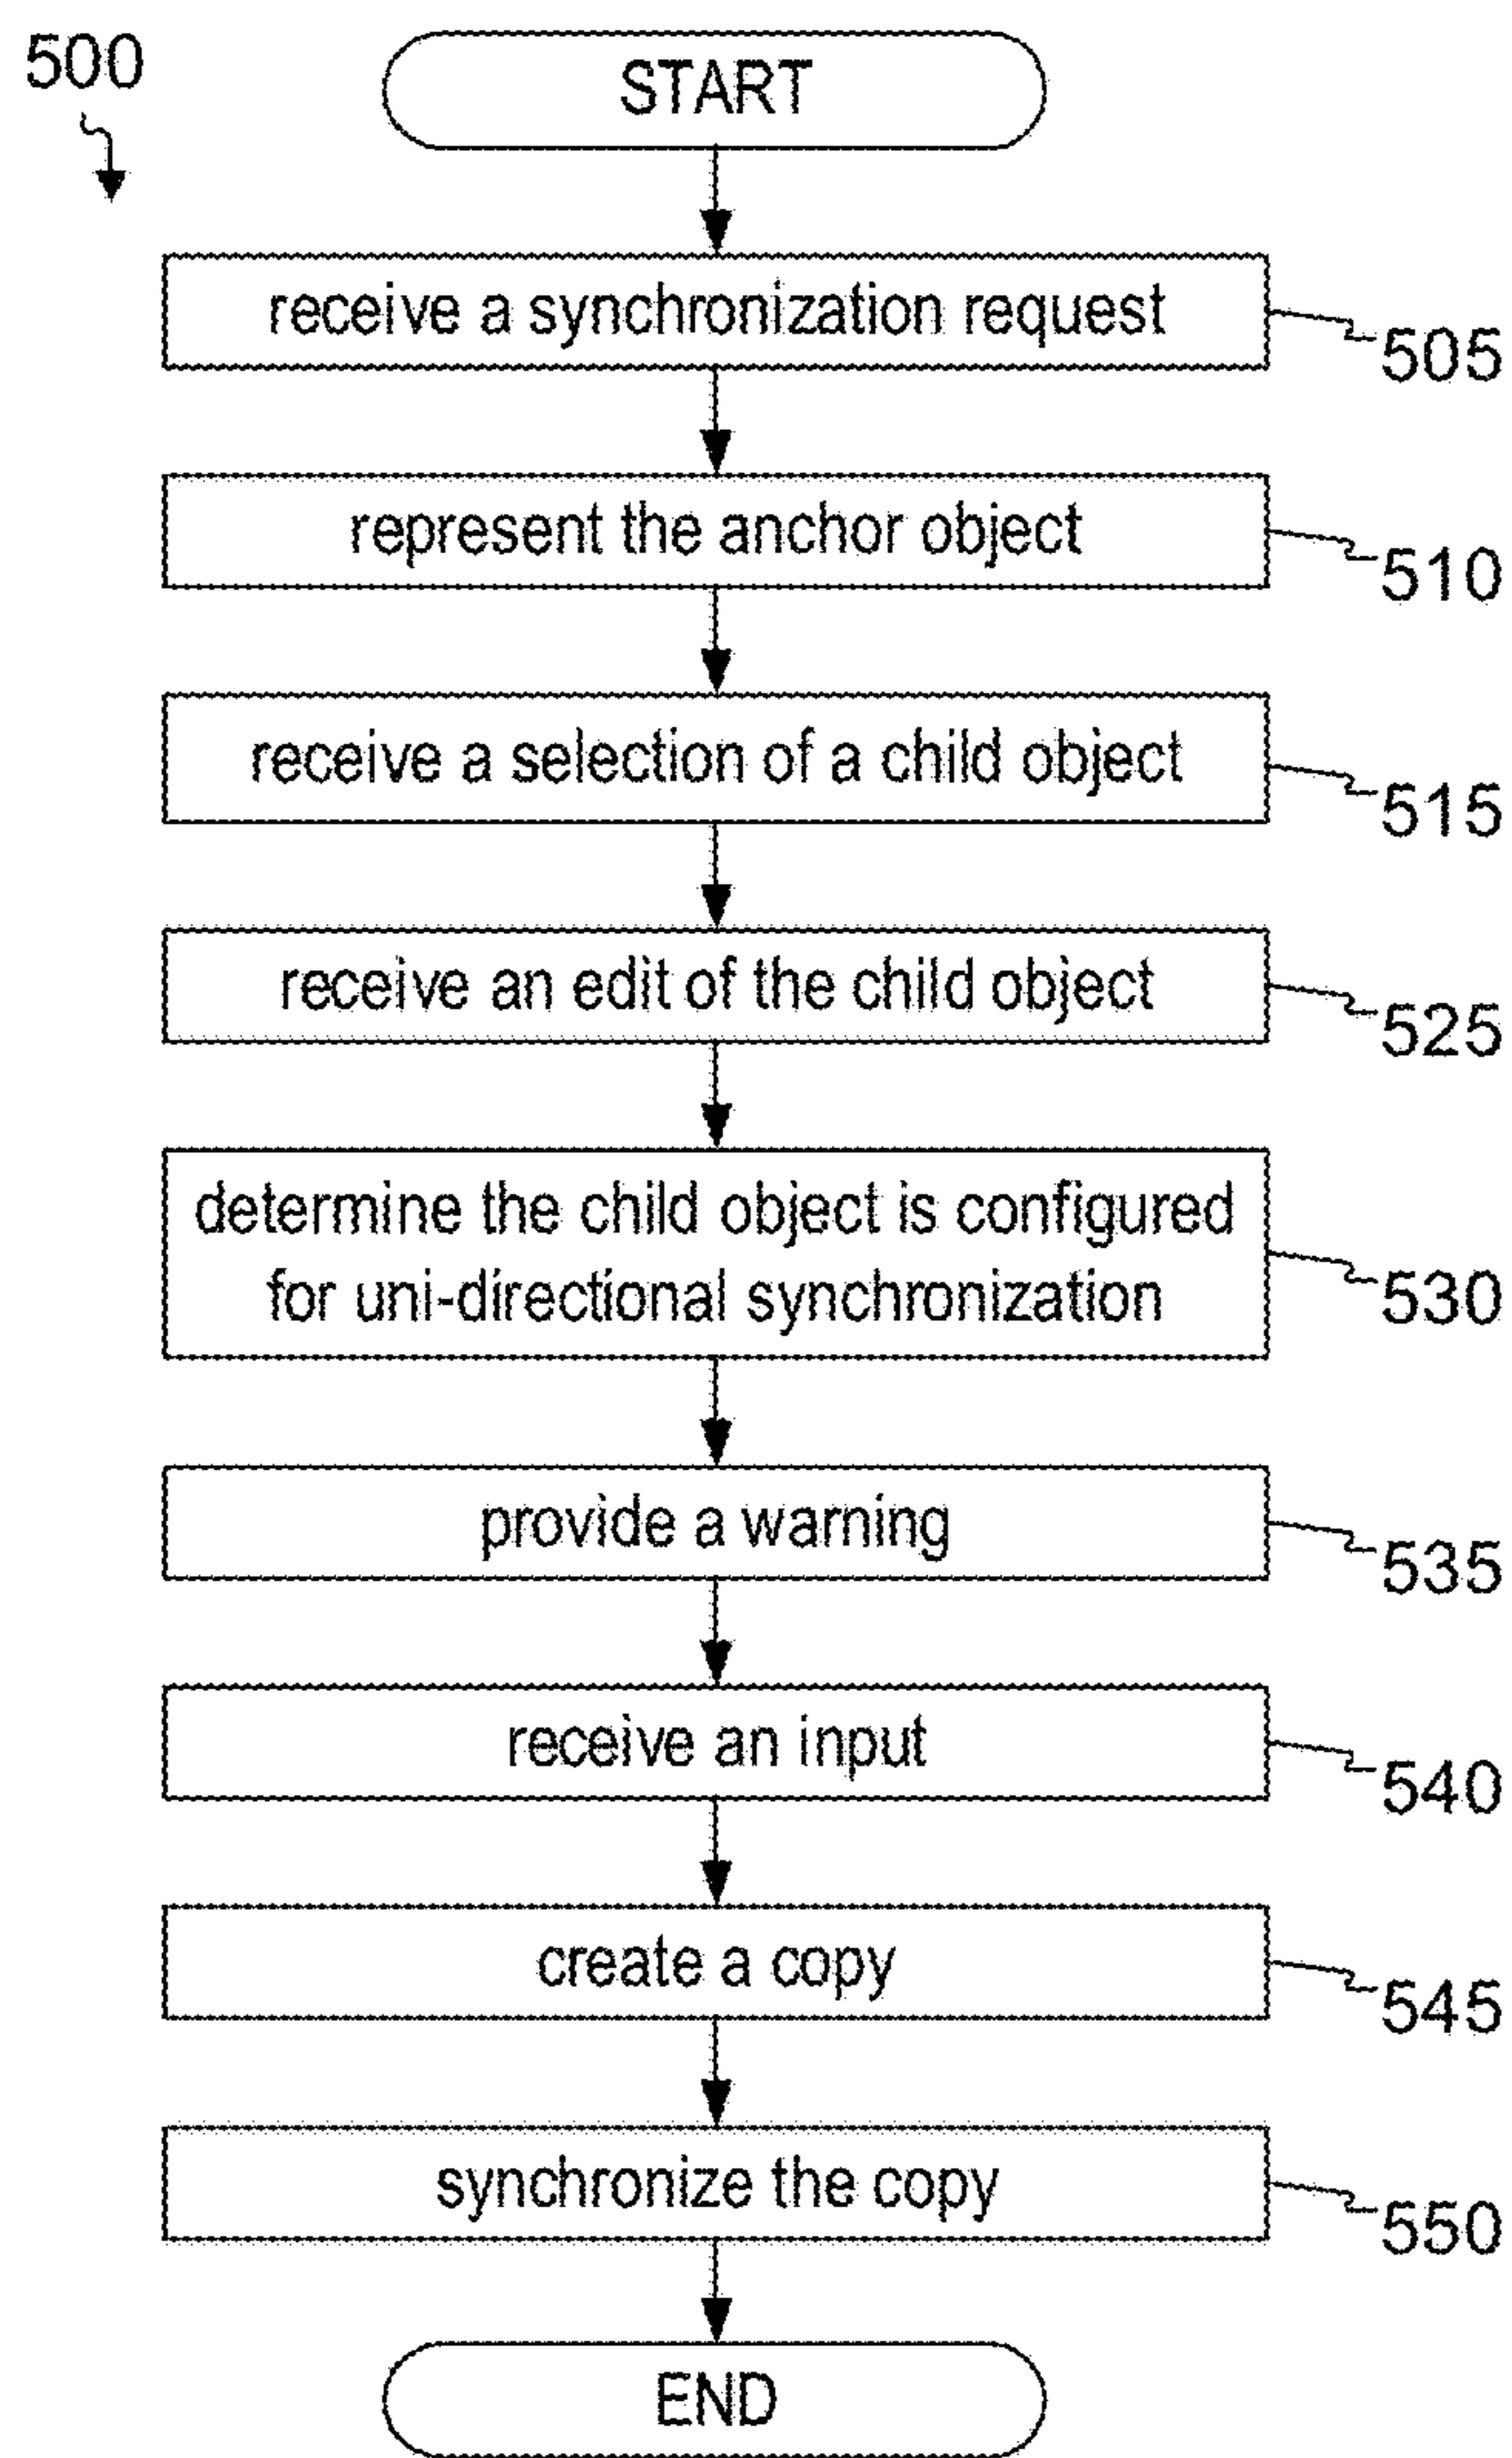 500
START
receive a synchronization request
505
represent the anchor object
510
receive a selection of a child object
515
receive an edit of the child object
525
determine the child object is configured
for uni-directional synchronization
530
provide a warning
535
receive an input
540
create a copy
545
synchronize the copy
550
END